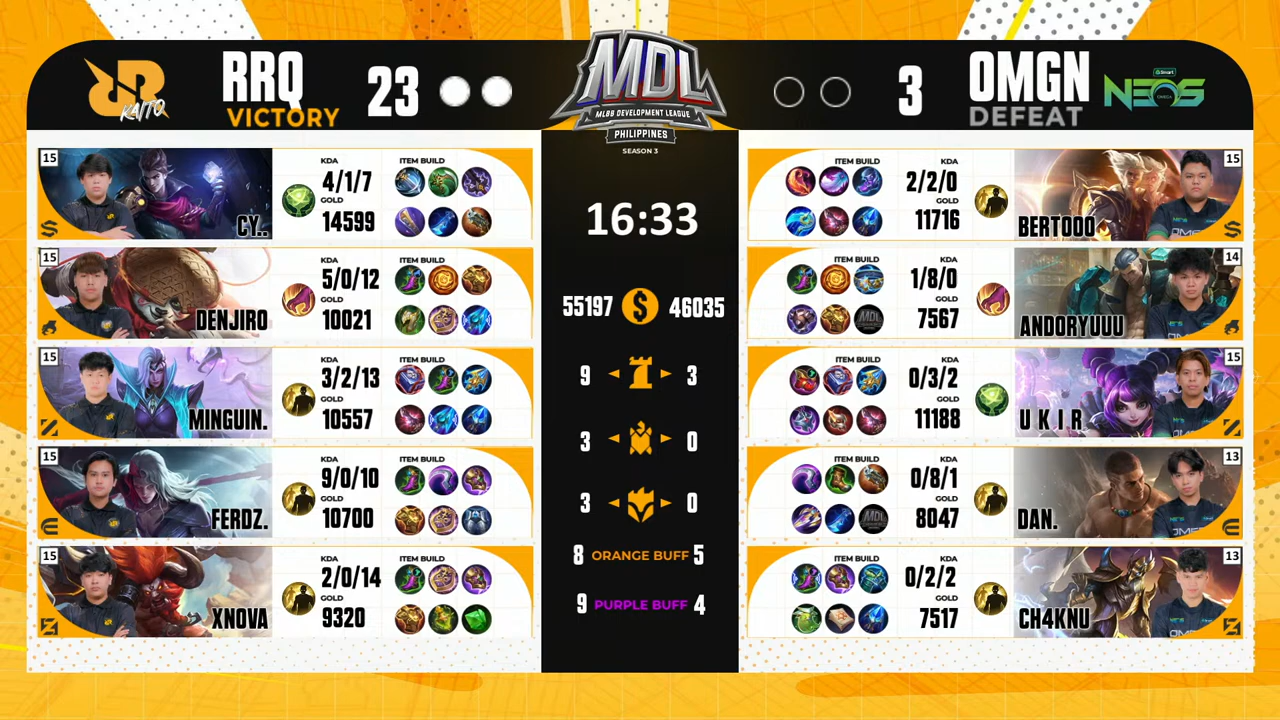 RRQ
VICTORY
23
KAITO
MDL
MLBB DEVELOPMENT LEAGUE
PHILIPPINES
SEASON 3
3
OMGN
DEFEAT
Smart
NEOS
OMEGA
15
CY..
KDA
4/1/7
GOLD
14599
ITEM BUILD
15
DENJIRO
KDA
5/0/12
GOLD
10021
ITEM BUILD
15
MINGUIN.
KDA
3/2/13
GOLD
10557
ITEM BUILD
15
FERDZ.
KDA
9/0/10
GOLD
10700
ITEM BUILD
15
XNOVA
KDA
2/0/14
GOLD
9320
ITEM BUILD
16:33
55197 $ 46035
9 3
3 0
3 0
8 ORANGE BUFF 5
9 PURPLE BUFF 4
ITEM BUILD
KDA
2/2/0
GOLD
11716
BERTOOO
15
ITEM BUILD
KDA
1/8/0
GOLD
7567
MDL
ANDORYUUU
14
ITEM BUILD
KDA
0/3/2
GOLD
11188
U K I R
15
ITEM BUILD
KDA
0/8/1
GOLD
8047
MDL
DAN.
13
ITEM BUILD
KDA
0/2/2
GOLD
7517
CH4KNU
13